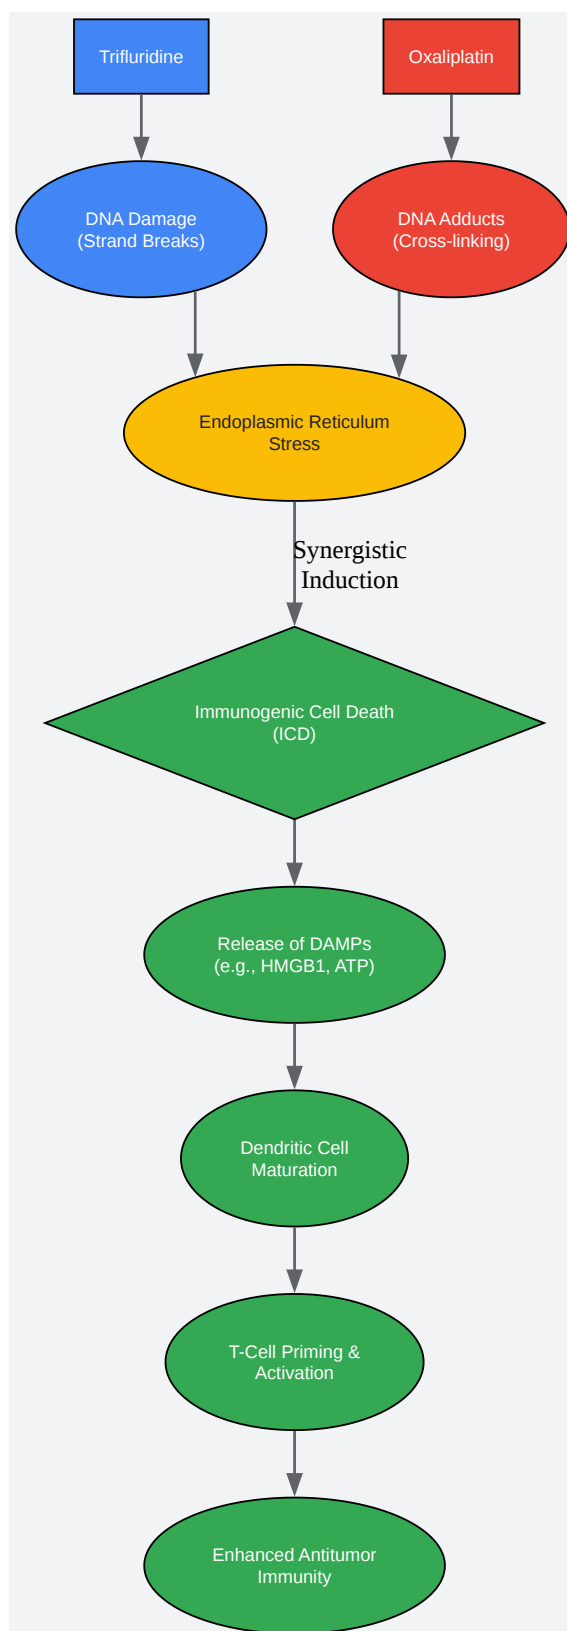 Trifluridine
Oxaliplatin
DNA Damage
(Strand Breaks)
DNA Adducts
(Cross-linking)
Endoplasmic Reticulum
Stress
Synergistic
Induction
Immunogenic Cell Death
(ICD)
Release of DAMPs
(e.g., HMGB1, ATP)
Dendritic Cell
Maturation
T-Cell Priming &
Activation
Enhanced Antitumor
Immunity